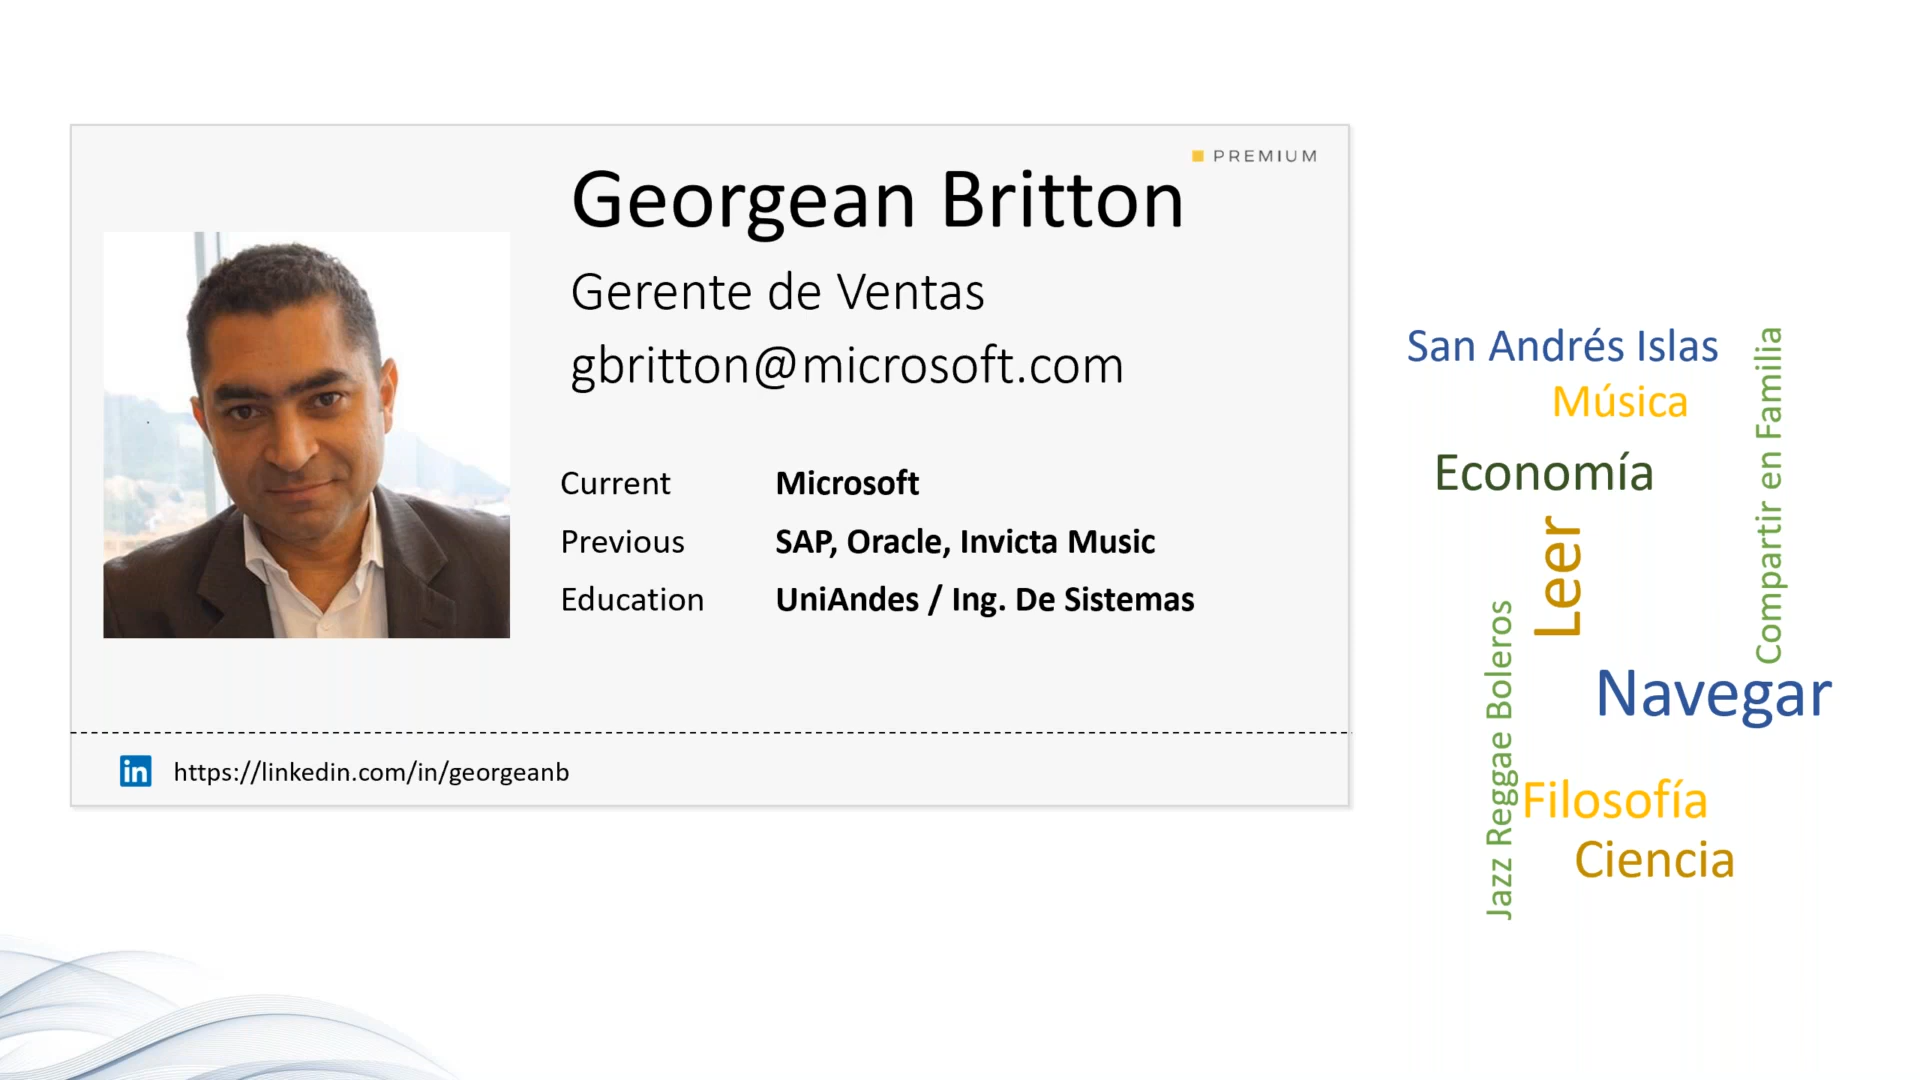 PREMIUM
Georgean Britton
Gerente de Ventas
gbritton@microsoft.com
Current Microsoft
Previous SAP, Oracle, Invicta Music
Education UniAndes / Ing. De Sistemas
in https://linkedin.com/in/georgeanb
San Andrés Islas
Música
Compartir en Familia
Economía
Leer
Jazz Reggae Boleros
Navegar
Filosofía
Ciencia